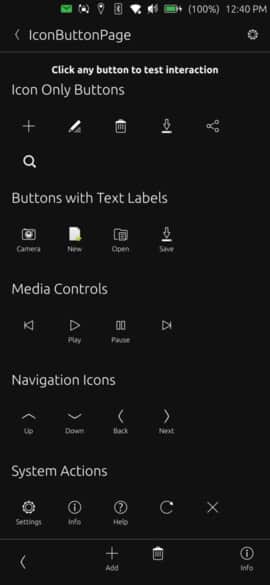 (100%) 12:40 PM
IconButtonPage
Click any button to test interaction
Icon Only Buttons
Buttons with Text Labels
Camera New Open Save
Media Controls
Play Pause
Navigation Icons
Up Down Back Next
System Actions
Settings Info Help
Add Info